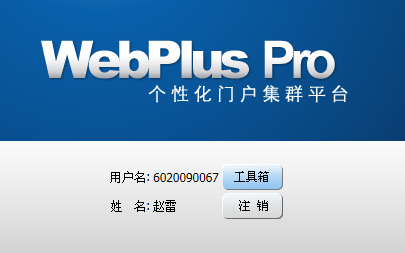 WebPlus Pro
个性化门户集群平台
用户名: 6020090067 工具箱
姓　名: 赵雷 注 销